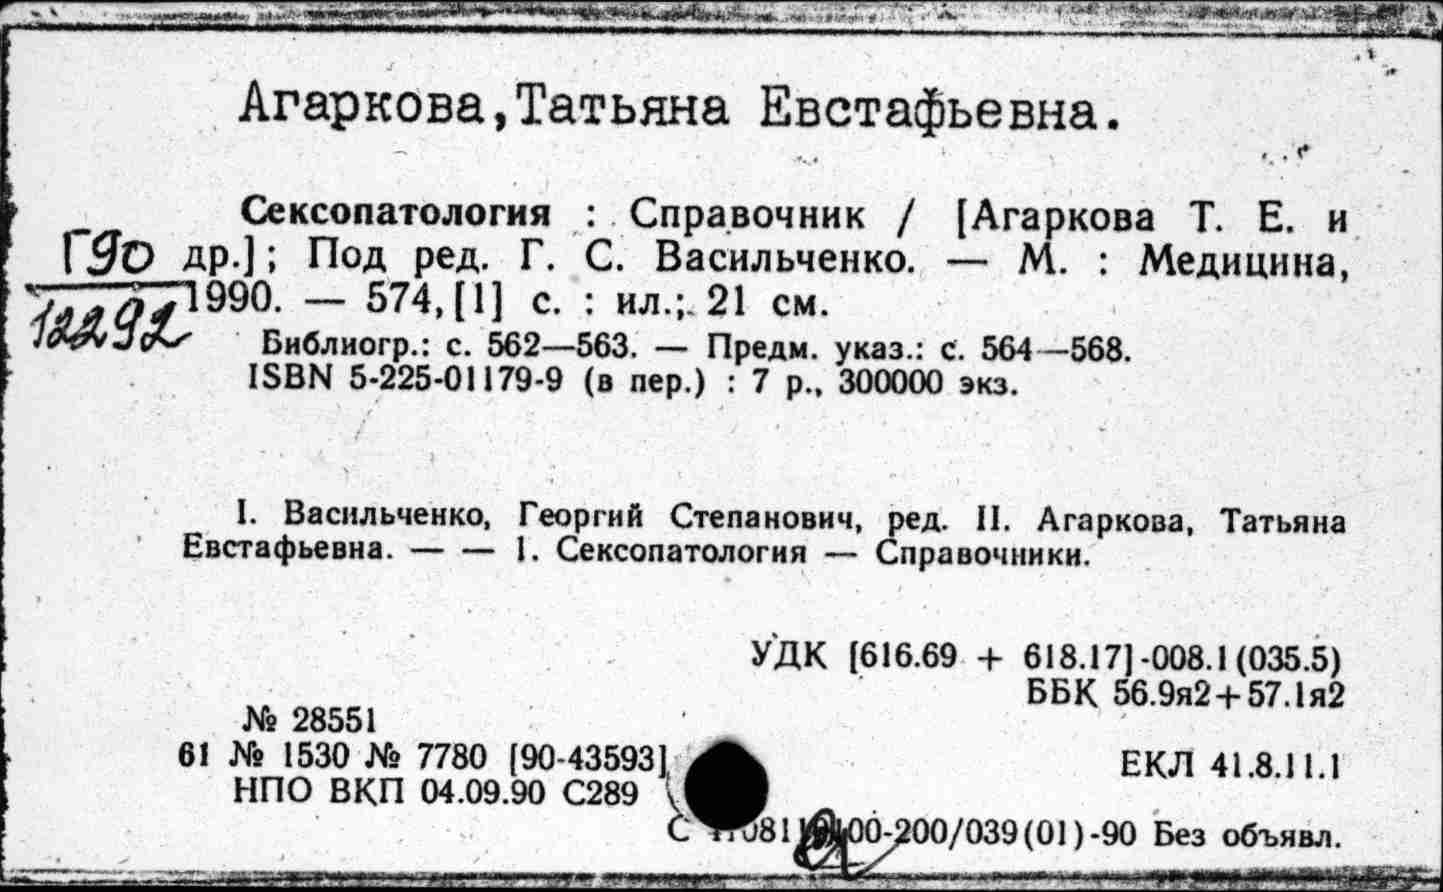 Агаркова, Татьяна Евстафьевна.
Сексопатология : Справочник / [Агаркова Т. Е. и
Г90 др.]; Под ред. Г. С. Васильченко. — М. : Медицина,
12292 1990. — 574, [1] с. : ил.; 21 см.
Библиогр.: с. 562—563. — Предм. указ.: с. 564—568.
ISBN 5-225-01179-9 (в пер.) : 7 р., 300000 экз.
I. Васильченко, Георгий Степанович, ред. II. Агаркова, Татьяна
Евстафьевна. — — 1. Сексопатология — Справочники.
УДК [616.69 + 618.17]-008.1(035.5)
ББК 56.9я2+57.1я2
№ 28551
61 № 1530 № 7780 [90-43593]
ЕКЛ 41.8.11.1
НПО ВКП 04.09.90 С289
С 00-200/039(01)-90 Без объявл.